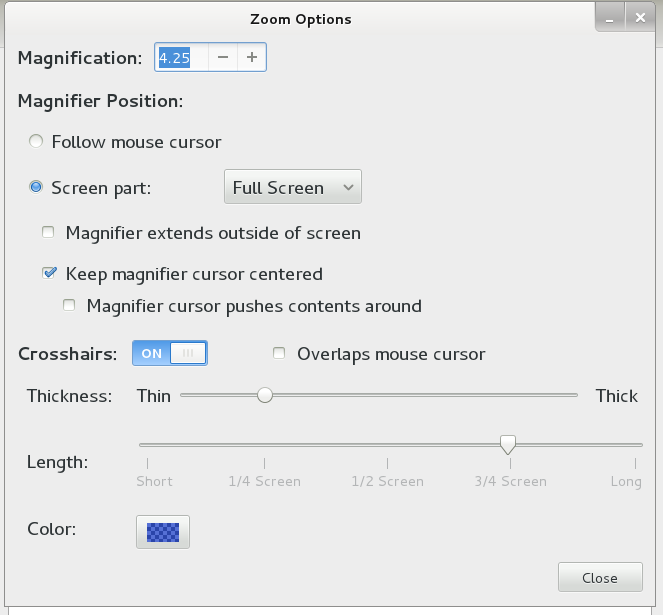 Zoom Options
Magnification: 4.25 − +
Magnifier Position:
Follow mouse cursor
Screen part: Full Screen
Magnifier extends outside of screen
Keep magnifier cursor centered
Magnifier cursor pushes contents around
Crosshairs: ON Overlaps mouse cursor
Thickness: Thin Thick
Length:
Short 1/4 Screen 1/2 Screen 3/4 Screen Long
Color:
Close